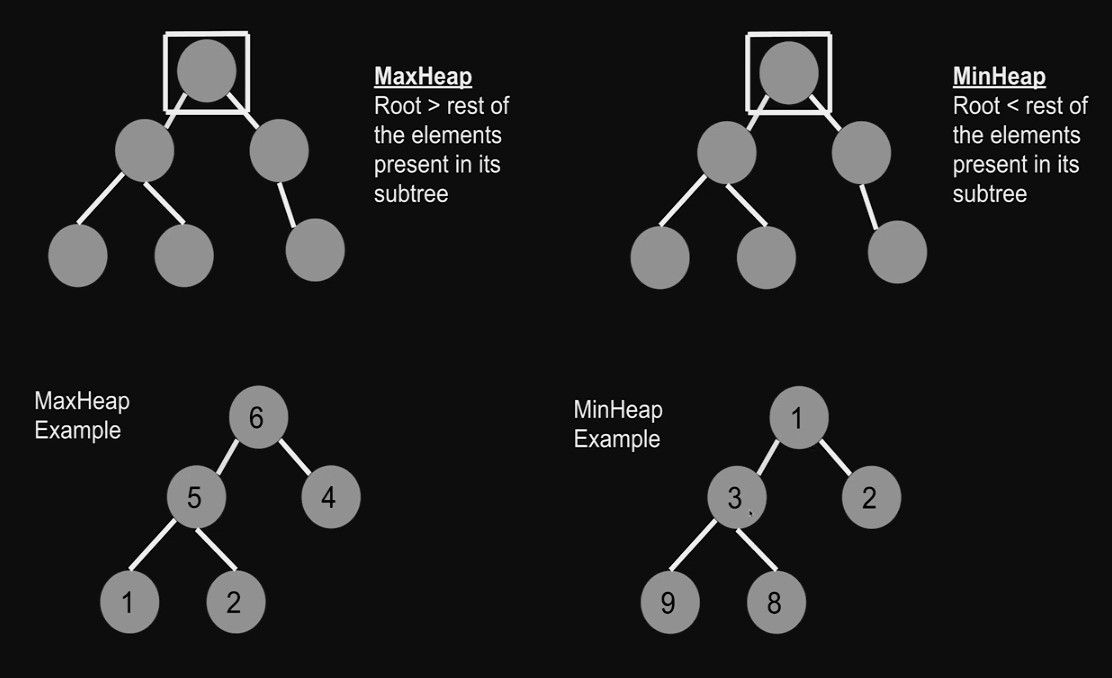 MaxHeap
Root > rest of
the elements
present in its
subtree
MinHeap
Root < rest of
the elements
present in its
subtree
MaxHeap
Example
6
5
4
1
2
MinHeap
Example
1
3
2
9
8